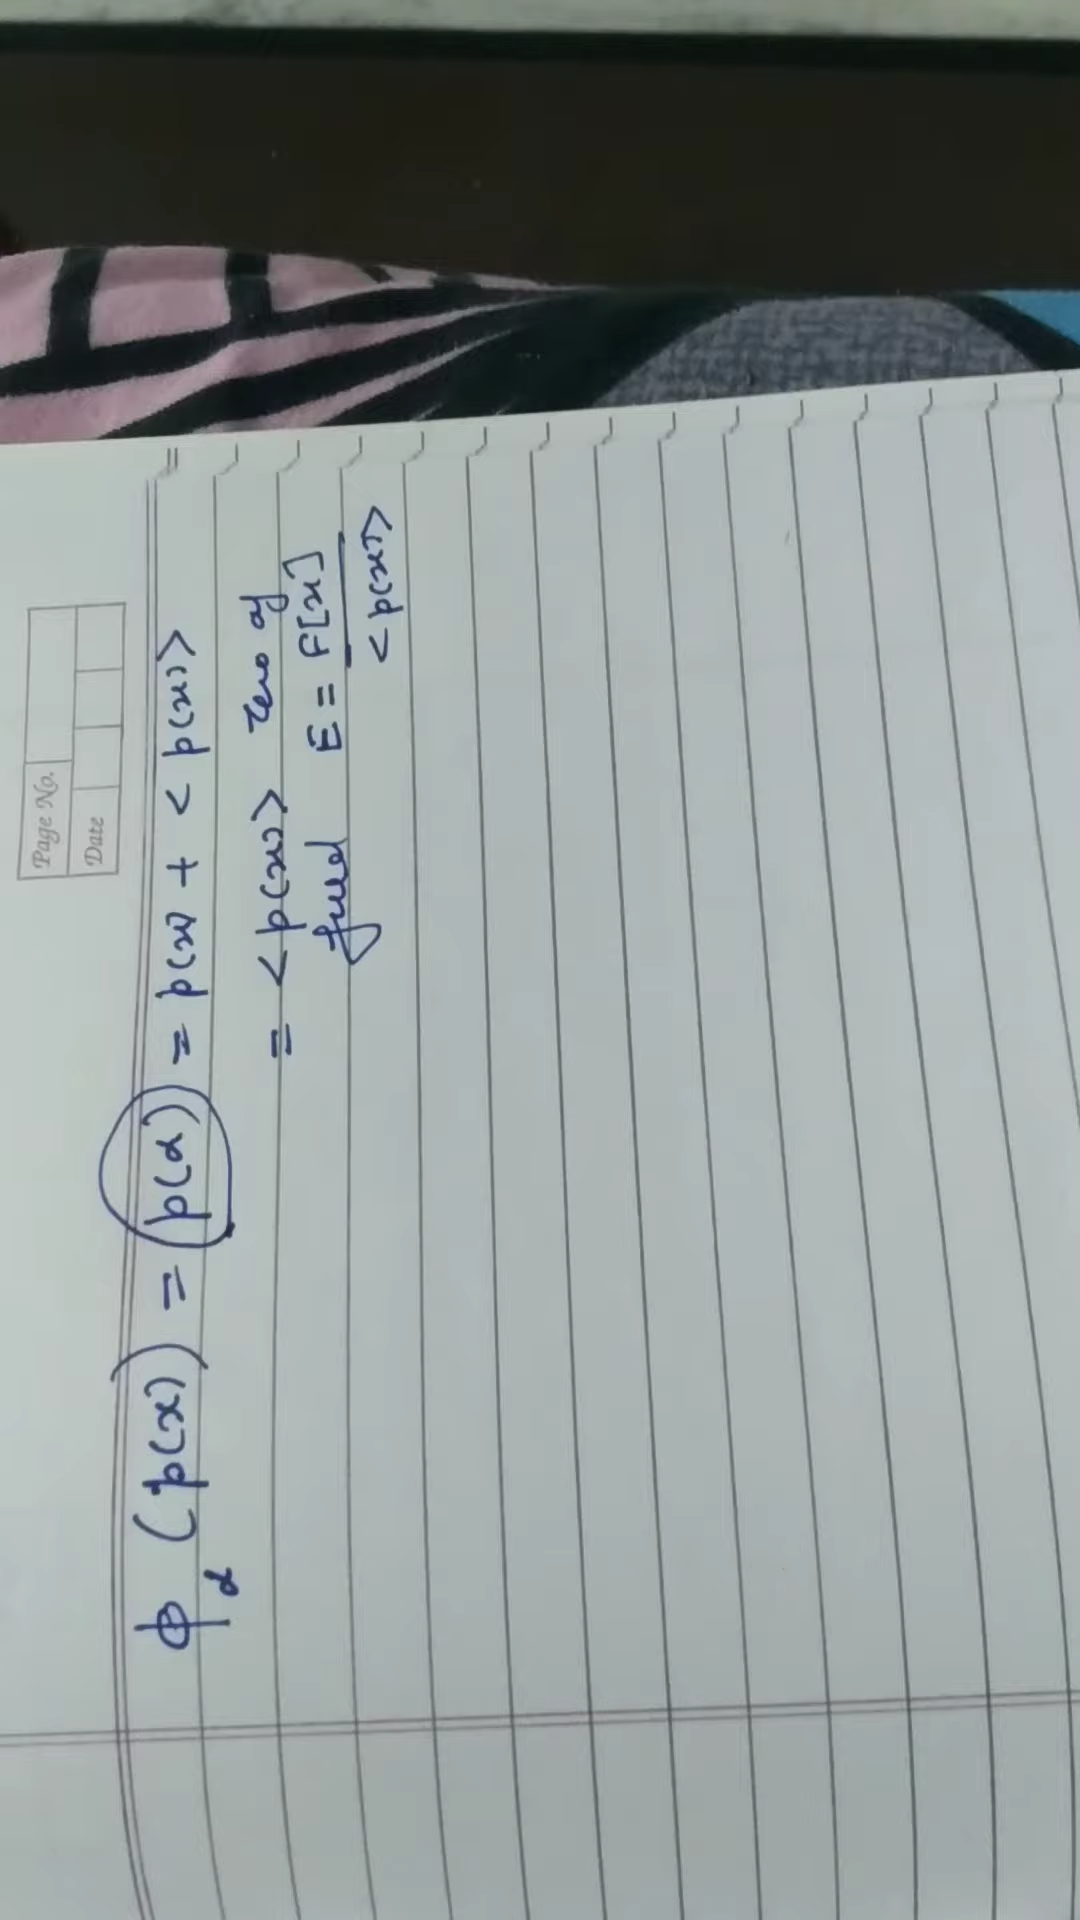 Page No.
Date
ϕ_α (p(x)) = p(α) = p(x) + < p(x) >
= < p(x) > zero of
field E = F[x]
< p(x) >